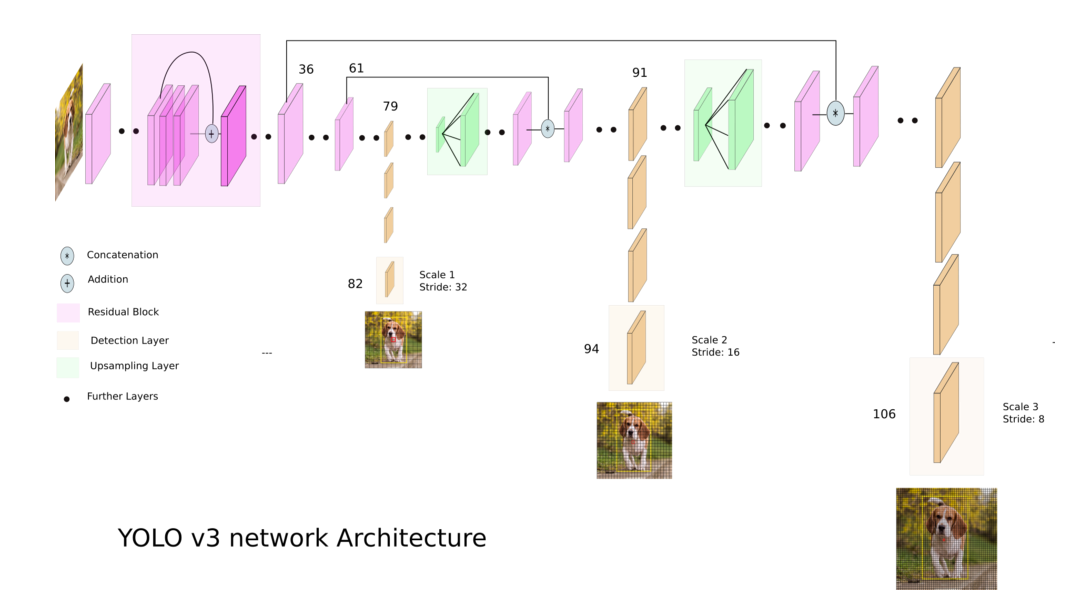 36
61
79
91
82
Scale 1
Stride: 32
94
Scale 2
Stride: 16
106
Scale 3
Stride: 8
* Concatenation
+ Addition
Residual Block
Detection Layer
Upsampling Layer
Further Layers
---
-
YOLO v3 network Architecture